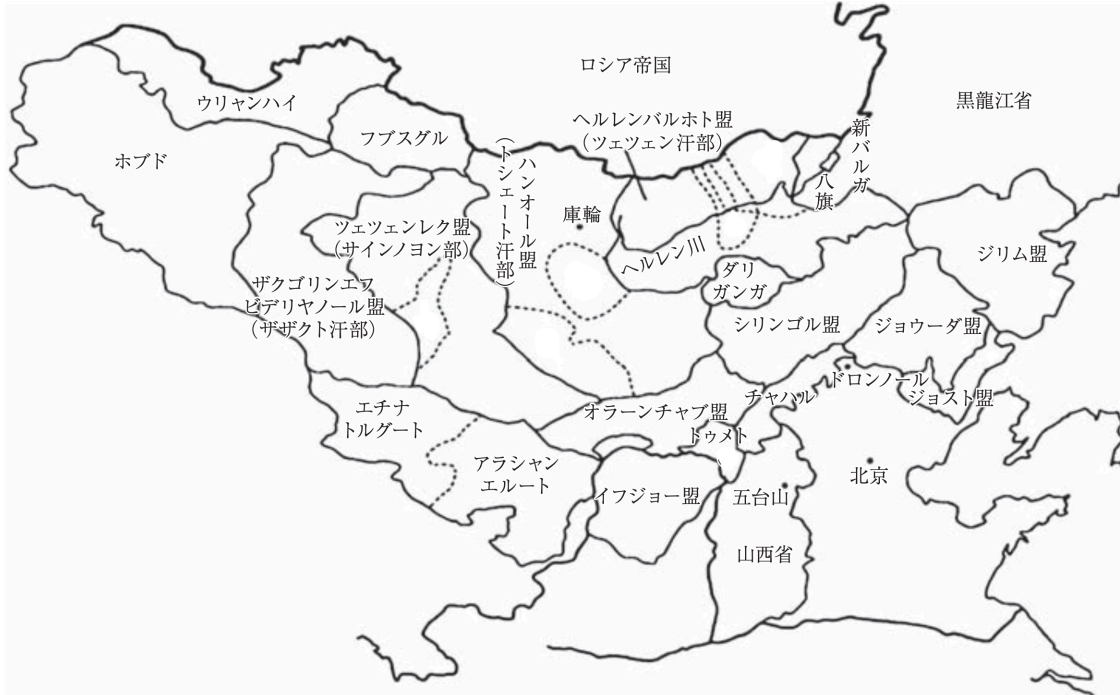 ロシア帝国
黒龍江省
ウリャンハイ
フブスグル
ホブド
ヘルレンバルホト盟
（ツェツェン汗部）
新バルガ
八旗
ハンオール盟
（トシェート汗部）
庫輪
ヘルレン川
ツェツェンレク盟
（サインノヨン部）
ザクゴリンエフ
ビデリヤノール盟
（ザザクト汗部）
ダリ
ガンガ
ジリム盟
シリンゴル盟
ジョウーダ盟
ドロンノール
ジョスト盟
チャハル
オラーンチャブ盟
トゥメト
エチナ
トルグート
アラシャン
エルート
イフジョー盟
五台山
北京
山西省